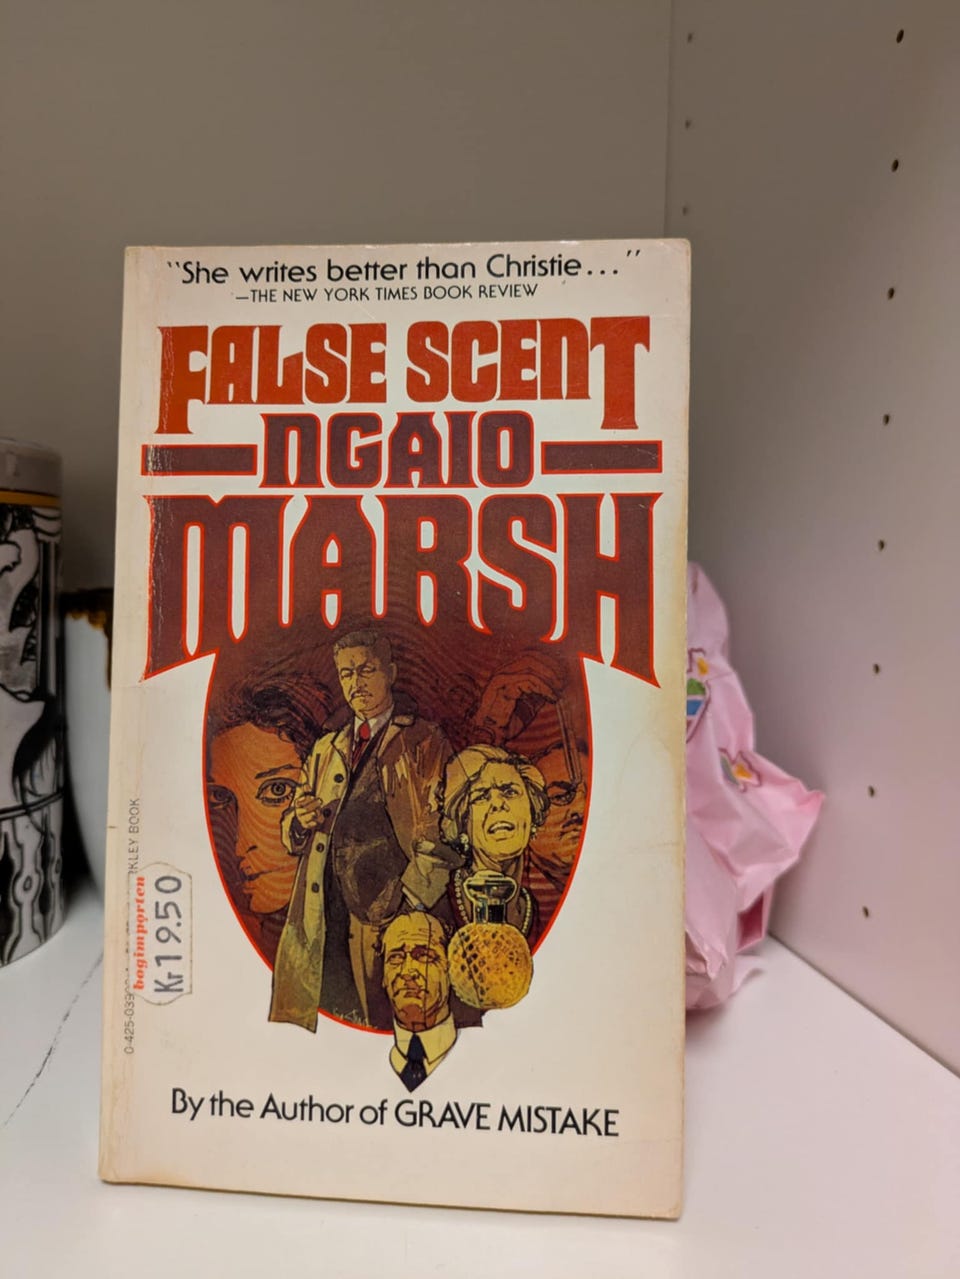 "She writes better than Christie..."
—THE NEW YORK TIMES BOOK REVIEW
FALSE SCENT
NGAIO
MARSH
By the Author of GRAVE MISTAKE
bogimporten
Kr 19.50
BOOK